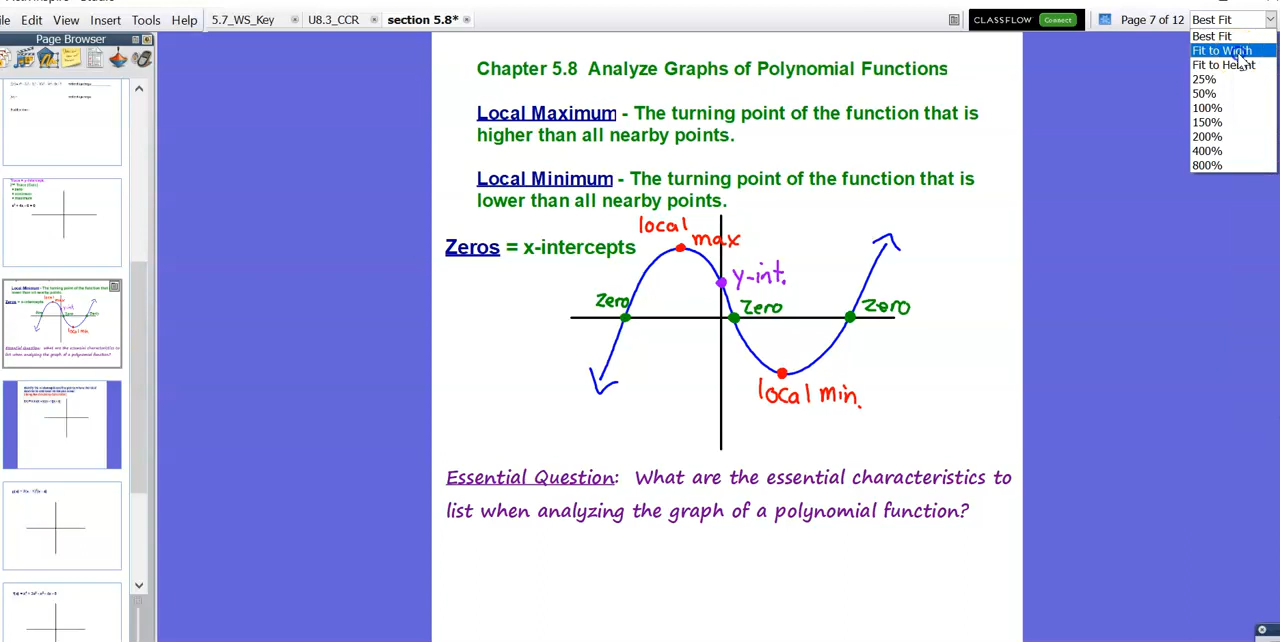 File Edit View Insert Tools Help
5.7_WS_Key
U8.3_CCR
section 5.8*
CLASSFLOW Connect
Page 7 of 12
Best Fit
Best Fit
Fit to Width
Fit to Height
25%
50%
100%
150%
200%
400%
800%
Page Browser
Chapter 5.8 Analyze Graphs of Polynomial Functions
Local Maximum - The turning point of the function that is
higher than all nearby points.
Local Minimum - The turning point of the function that is
lower than all nearby points.
Zeros = x-intercepts
local
max
y-int.
Zero
Zero
Zero
local min.
Essential Question: What are the essential characteristics to
list when analyzing the graph of a polynomial function?